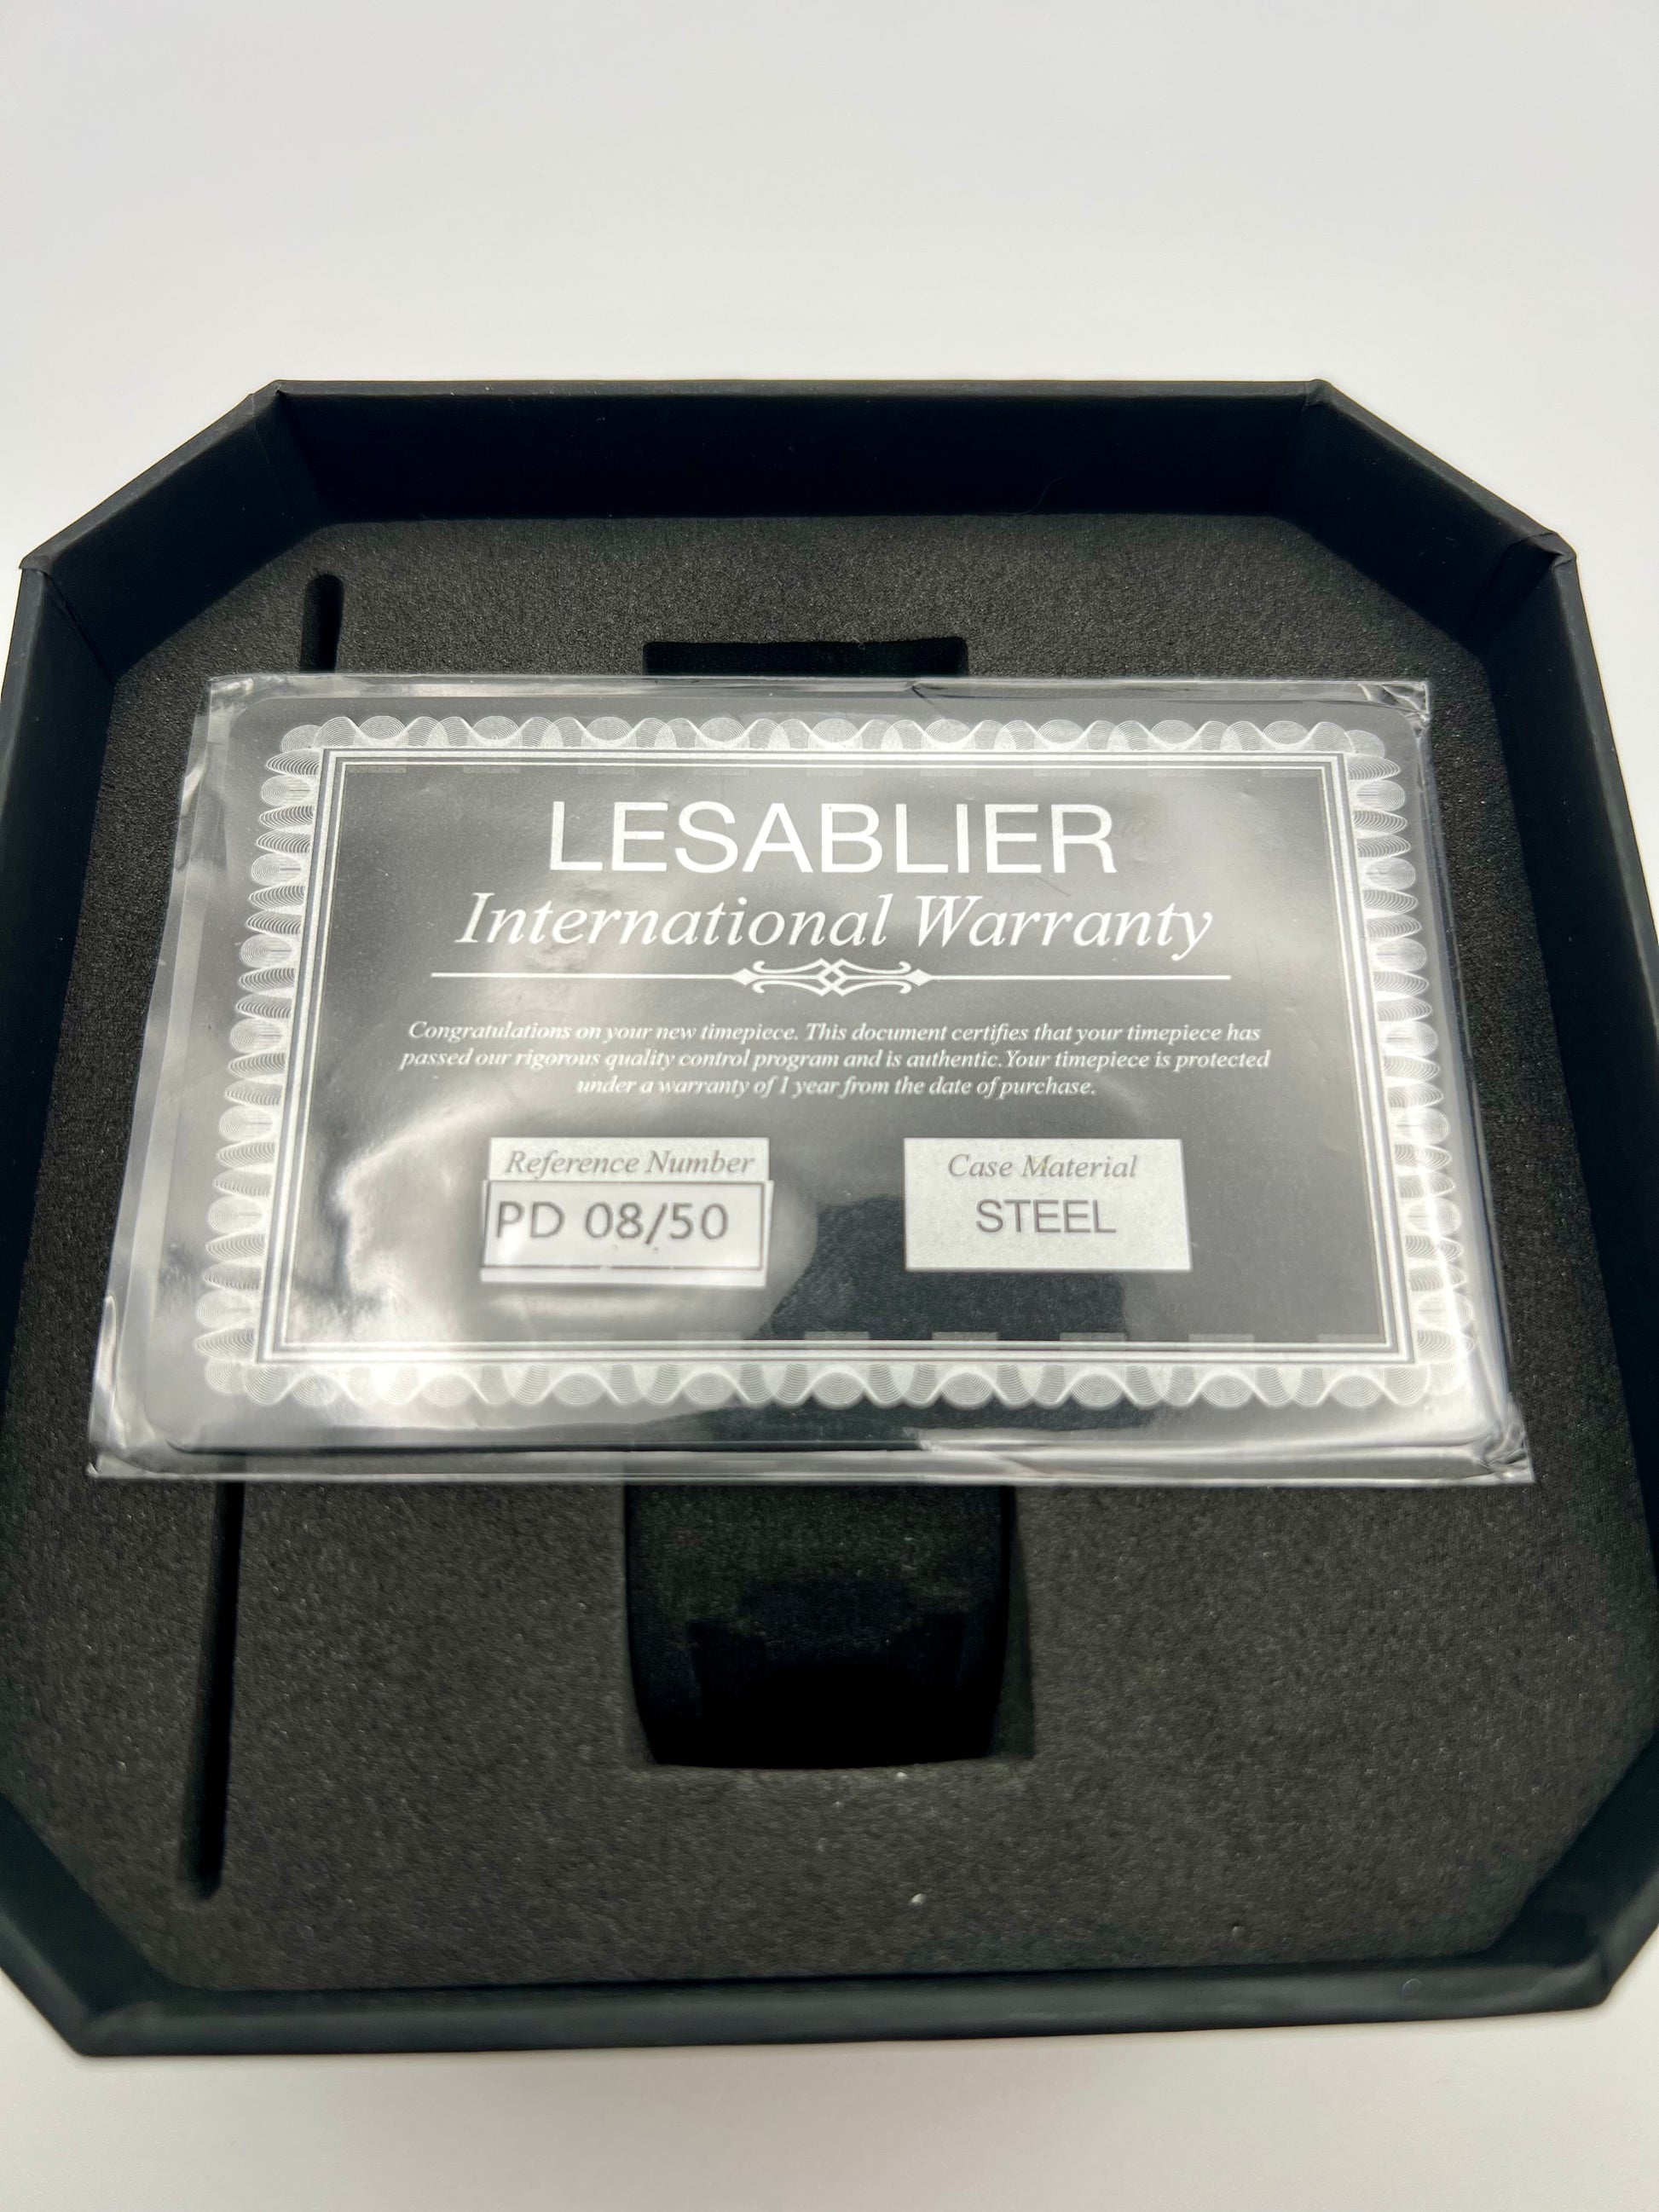 LESABLIER
International Warranty
Congratulations on your new timepiece. This document certifies that your timepiece has
passed our rigorous quality control program and is authentic. Your timepiece is protected
under a warranty of 1 year from the date of purchase.
Reference Number
PD 08/50
Case Material
STEEL